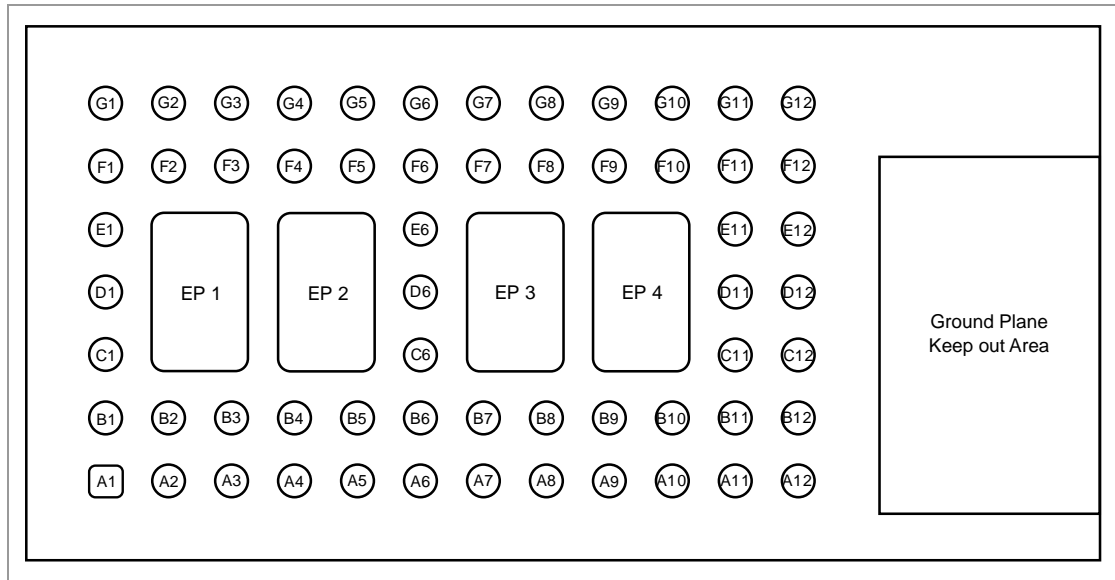 G1 G2 G3 G4 G5 G6 G7 G8 G9 G10 G11 G12
F1 F2 F3 F4 F5 F6 F7 F8 F9 F10 F11 F12
E1 E6 E11 E12
D1 EP 1 EP 2 D6 EP 3 EP 4 D11 D12
Ground Plane
Keep out Area
C1 C6 C11 C12
B1 B2 B3 B4 B5 B6 B7 B8 B9 B10 B11 B12
A1 A2 A3 A4 A5 A6 A7 A8 A9 A10 A11 A12